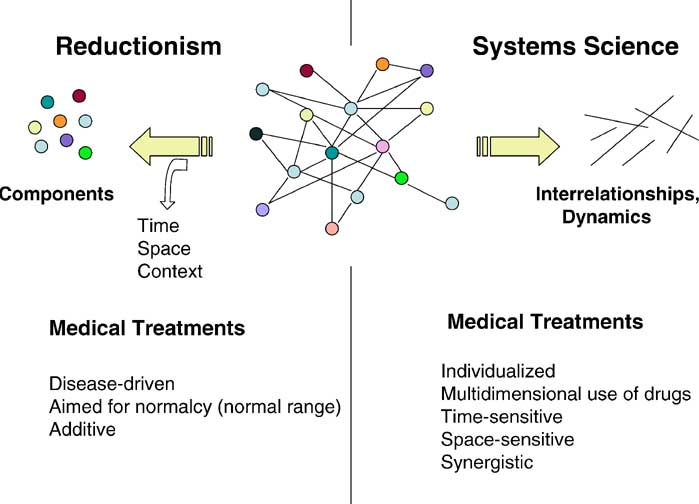 Reductionism
Systems Science
Components
Time
Space
Context
Interrelationships,
Dynamics
Medical Treatments
Disease-driven
Aimed for normalcy (normal range)
Additive
Medical Treatments
Individualized
Multidimensional use of drugs
Time-sensitive
Space-sensitive
Synergistic